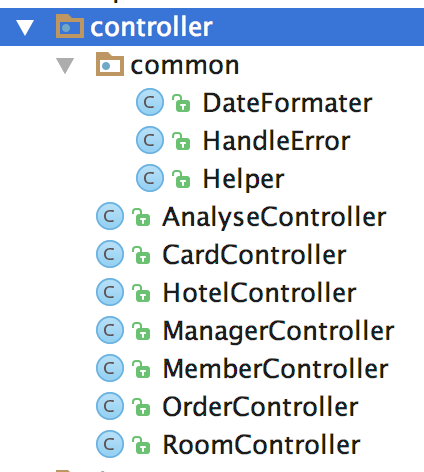 controller
common
DateFormater
HandleError
Helper
AnalyseController
CardController
HotelController
ManagerController
MemberController
OrderController
RoomController